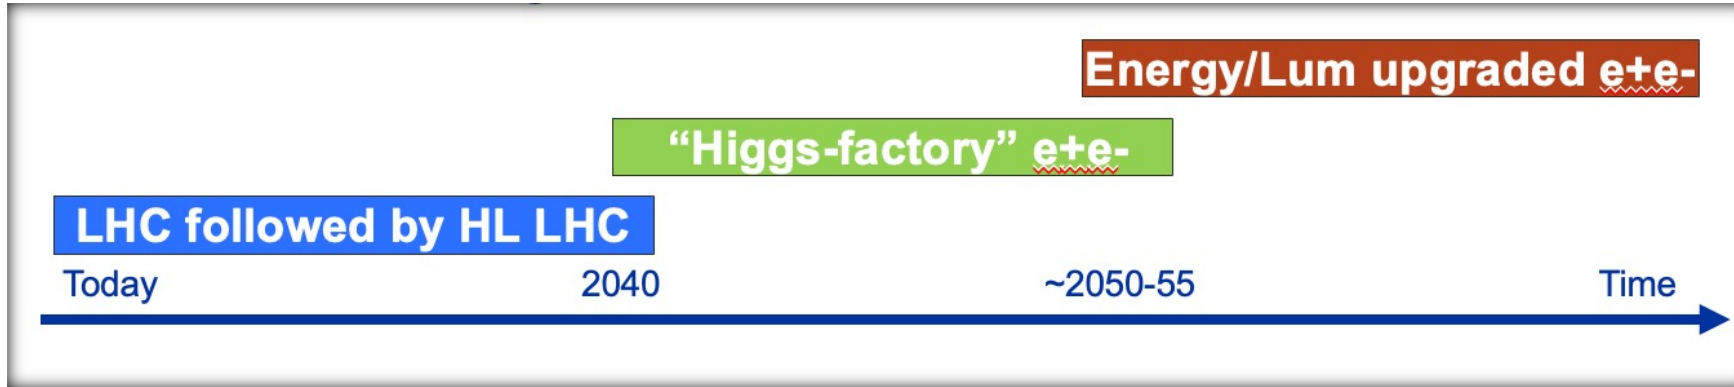 Energy/Lum upgraded e+e-
“Higgs-factory” e+e-
LHC followed by HL LHC
Today 2040 ~2050-55 Time